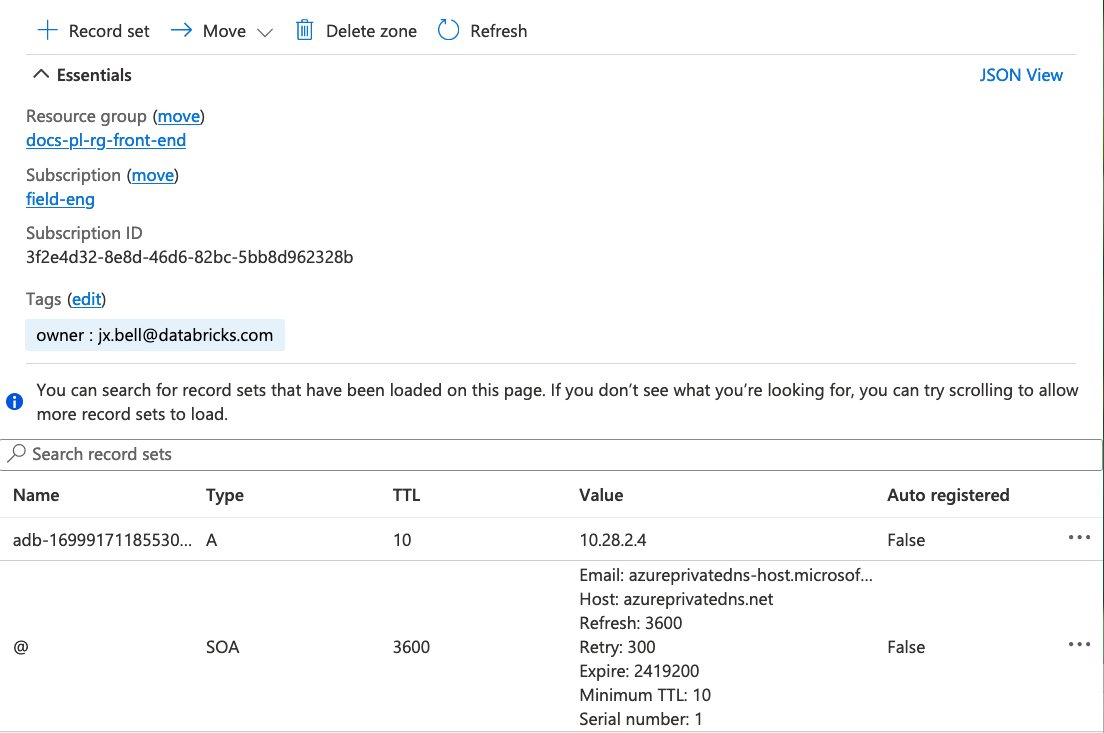 Record set Move Delete zone Refresh
Essentials JSON View
Resource group (move)
docs-pl-rg-front-end
Subscription (move)
field-eng
Subscription ID
3f2e4d32-8e8d-46d6-82bc-5bb8d962328b
Tags (edit)
owner : jx.bell@databricks.com
You can search for record sets that have been loaded on this page. If you don’t see what you’re looking for, you can try scrolling to allow
more record sets to load.
Search record sets
Name Type TTL Value Auto registered
adb-16999171185530... A 10 10.28.2.4 False
Email: azureprivatedns-host.microsof...
Host: azureprivatedns.net
Refresh: 3600
@ SOA 3600 Retry: 300 False
Expire: 2419200
Minimum TTL: 10
Serial number: 1